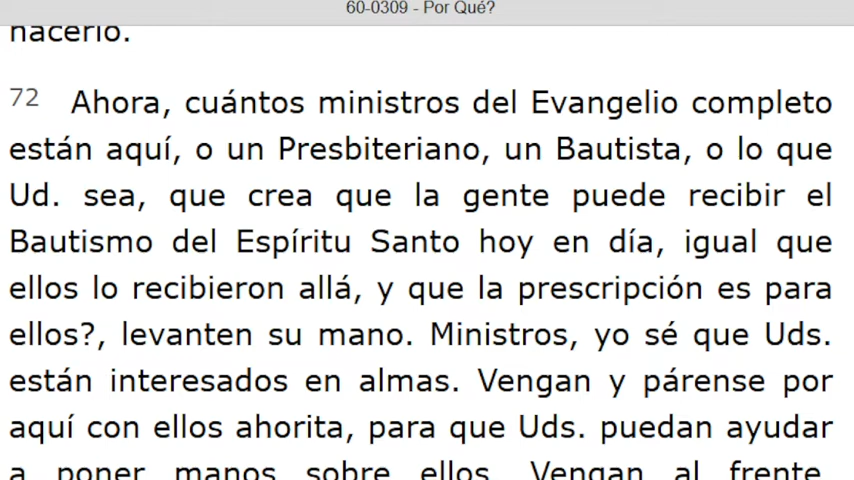 60-0309 - Por Qué?
hacerlo.
72 Ahora, cuántos ministros del Evangelio completo
están aquí, o un Presbiteriano, un Bautista, o lo que
Ud. sea, que crea que la gente puede recibir el
Bautismo del Espíritu Santo hoy en día, igual que
ellos lo recibieron allá, y que la prescripción es para
ellos?, levanten su mano. Ministros, yo sé que Uds.
están interesados en almas. Vengan y párense por
aquí con ellos ahorita, para que Uds. puedan ayudar
a poner manos sobre ellos. Vengan al frente,